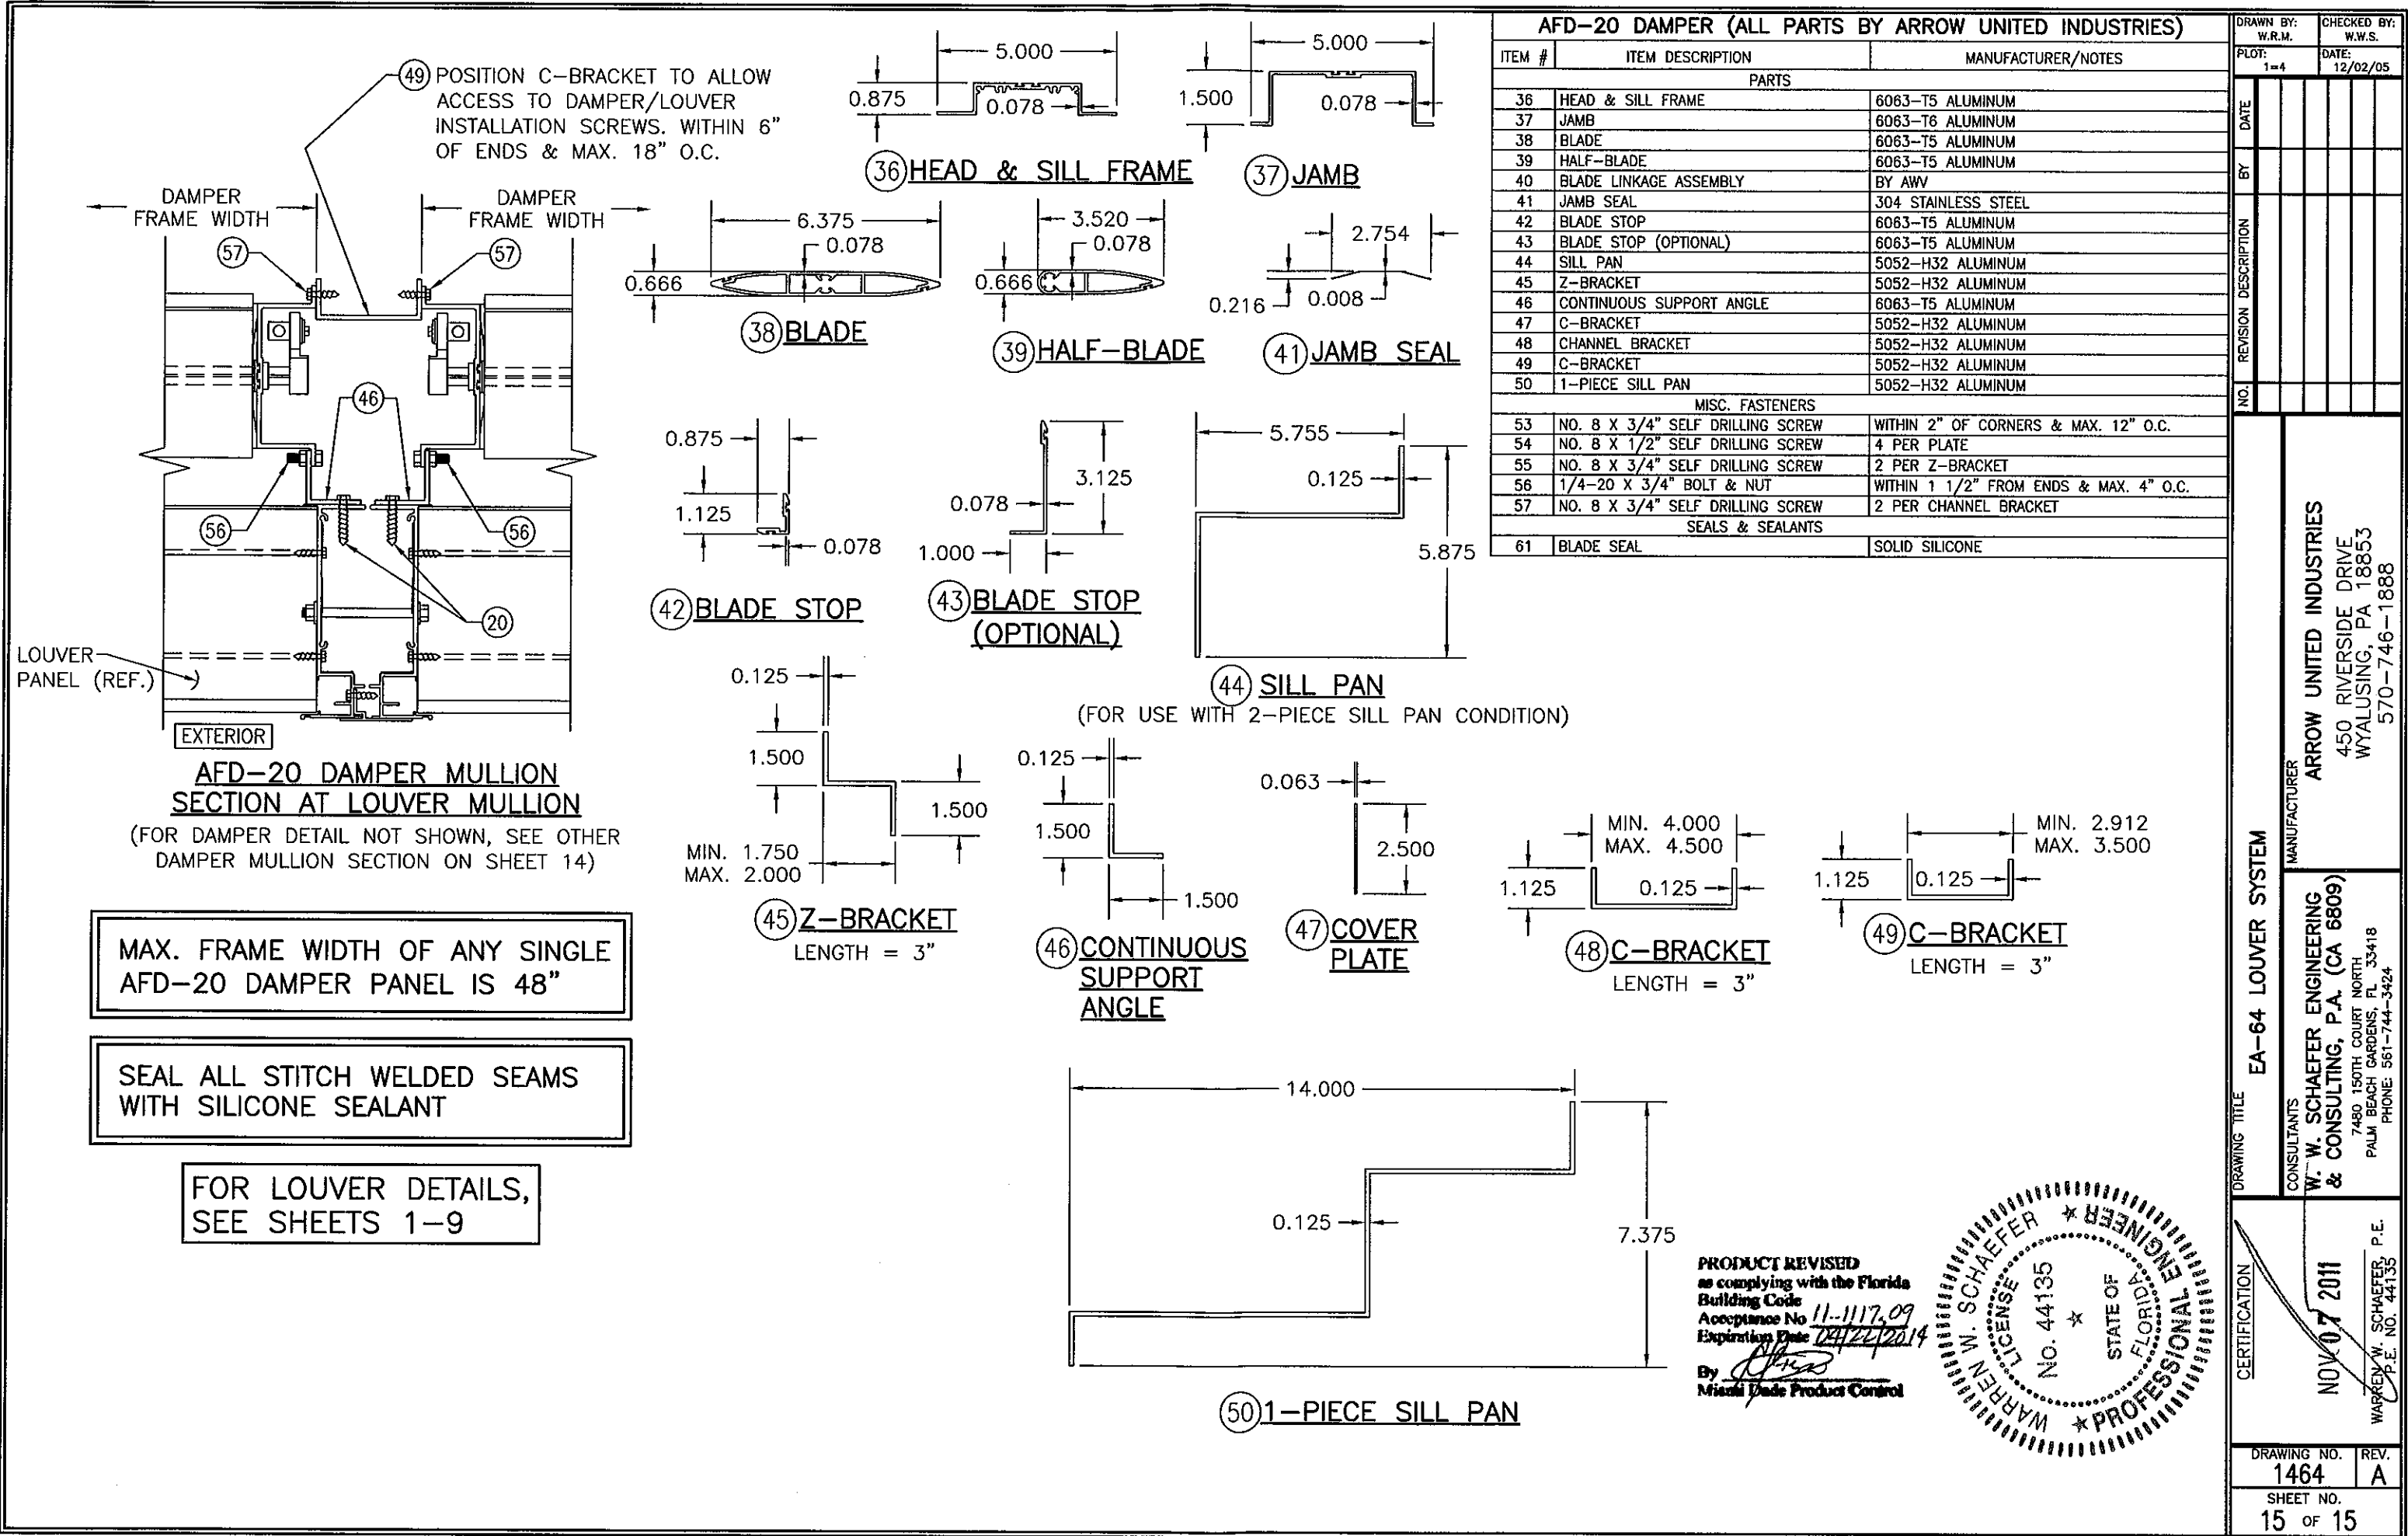 49 POSITION C-BRACKET TO ALLOW
ACCESS TO DAMPER/LOUVER
INSTALLATION SCREWS. WITHIN 6"
OF ENDS & MAX. 18" O.C.
DAMPER
FRAME WIDTH
DAMPER
FRAME WIDTH
57
57
46
56
56
20
LOUVER
PANEL (REF.)
EXTERIOR
AFD-20 DAMPER MULLION
SECTION AT LOUVER MULLION
(FOR DAMPER DETAIL NOT SHOWN, SEE OTHER
DAMPER MULLION SECTION ON SHEET 14)
MAX. FRAME WIDTH OF ANY SINGLE
AFD-20 DAMPER PANEL IS 48"
SEAL ALL STITCH WELDED SEAMS
WITH SILICONE SEALANT
FOR LOUVER DETAILS,
SEE SHEETS 1-9
5.000
0.875
0.078
36 HEAD & SILL FRAME
5.000
1.500
0.078
37 JAMB
6.375
0.078
0.666
38 BLADE
3.520
0.078
0.666
39 HALF-BLADE
2.754
0.216
0.008
41 JAMB SEAL
0.875
1.125
0.078
42 BLADE STOP
3.125
0.078
1.000
43 BLADE STOP
(OPTIONAL)
5.755
0.125
5.875
44 SILL PAN
(FOR USE WITH 2-PIECE SILL PAN CONDITION)
0.125
1.500
1.500
MIN. 1.750
MAX. 2.000
45 Z-BRACKET
LENGTH = 3"
0.125
1.500
1.500
46 CONTINUOUS
SUPPORT
ANGLE
0.063
2.500
47 COVER
PLATE
MIN. 4.000
MAX. 4.500
1.125
0.125
48 C-BRACKET
LENGTH = 3"
MIN. 2.912
MAX. 3.500
1.125
0.125
49 C-BRACKET
LENGTH = 3"
14.000
0.125
7.375
50 1-PIECE SILL PAN
AFD-20 DAMPER (ALL PARTS BY ARROW UNITED INDUSTRIES)
ITEM # ITEM DESCRIPTION MANUFACTURER/NOTES
PARTS
36 HEAD & SILL FRAME 6063-T5 ALUMINUM
37 JAMB 6063-T6 ALUMINUM
38 BLADE 6063-T5 ALUMINUM
39 HALF-BLADE 6063-T5 ALUMINUM
40 BLADE LINKAGE ASSEMBLY BY AWV
41 JAMB SEAL 304 STAINLESS STEEL
42 BLADE STOP 6063-T5 ALUMINUM
43 BLADE STOP (OPTIONAL) 6063-T5 ALUMINUM
44 SILL PAN 5052-H32 ALUMINUM
45 Z-BRACKET 5052-H32 ALUMINUM
46 CONTINUOUS SUPPORT ANGLE 6063-T5 ALUMINUM
47 C-BRACKET 5052-H32 ALUMINUM
48 CHANNEL BRACKET 5052-H32 ALUMINUM
49 C-BRACKET 5052-H32 ALUMINUM
50 1-PIECE SILL PAN 5052-H32 ALUMINUM
MISC. FASTENERS
53 NO. 8 X 3/4" SELF DRILLING SCREW WITHIN 2" OF CORNERS & MAX. 12" O.C.
54 NO. 8 X 1/2" SELF DRILLING SCREW 4 PER PLATE
55 NO. 8 X 3/4" SELF DRILLING SCREW 2 PER Z-BRACKET
56 1/4-20 X 3/4" BOLT & NUT WITHIN 1 1/2" FROM ENDS & MAX. 4" O.C.
57 NO. 8 X 3/4" SELF DRILLING SCREW 2 PER CHANNEL BRACKET
SEALS & SEALANTS
61 BLADE SEAL SOLID SILICONE
PRODUCT REVISED
as complying with the Florida
Building Code
Acceptance No 11-1117.09
Expiration Date 04/22/2014
By
Miami Dade Product Control
WARREN W. SCHAEFER
PROFESSIONAL ENGINEER
LICENSE
No. 44135
STATE OF
FLORIDA
DRAWN BY:
W.R.M.
CHECKED BY:
W.W.S.
PLOT:
1=4
DATE:
12/02/05
NO. REVISION DESCRIPTION BY DATE
DRAWING TITLE
EA-64 LOUVER SYSTEM
MANUFACTURER
ARROW UNITED INDUSTRIES
450 RIVERSIDE DRIVE
WYALUSING, PA 18853
570-746-1888
CONSULTANTS
W. W. SCHAEFER ENGINEERING
& CONSULTING, P.A. (CA 6809)
7480 150TH COURT NORTH
PALM BEACH GARDENS, FL 33418
PHONE: 561-744-3424
CERTIFICATION
NOV 07 2011
WARREN W. SCHAEFER, P.E.
P.E. NO. 44135
DRAWING NO.
1464
REV.
A
SHEET NO.
15 OF 15